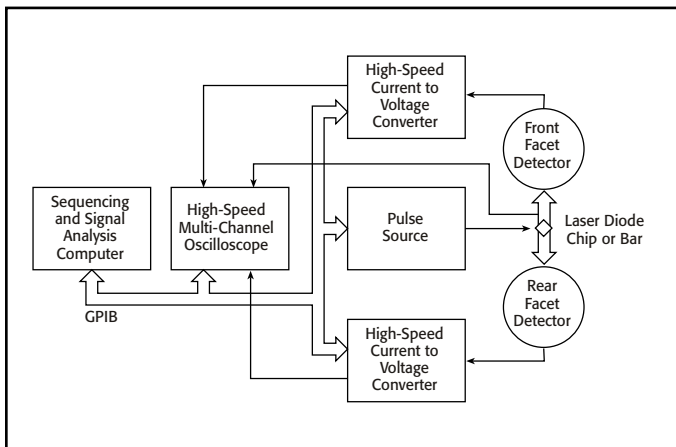 High-Speed
Current to
Voltage
Converter
Front
Facet
Detector
Sequencing
and Signal
Analysis
Computer
High-Speed
Multi-Channel
Oscilloscope
Pulse
Source
Laser Diode
Chip or Bar
GPIB
Rear
Facet
Detector
High-Speed
Current to
Voltage
Converter